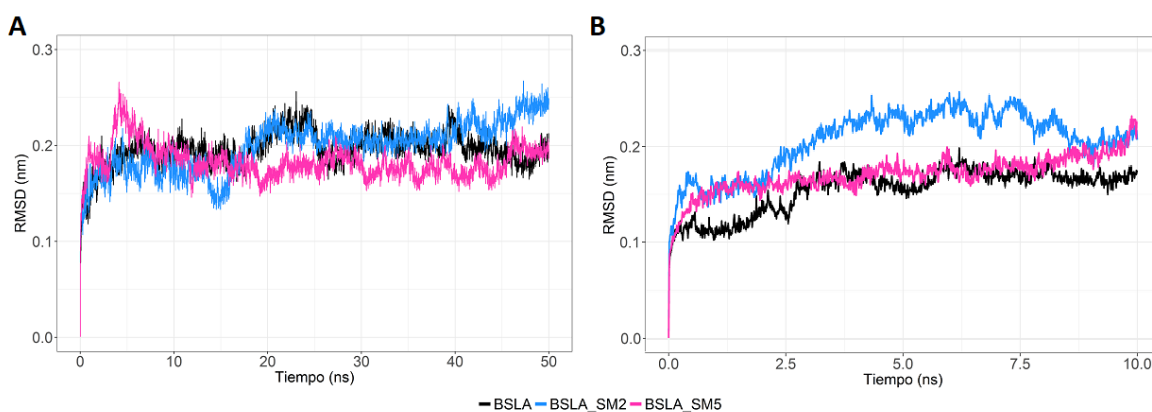 A
RMSD (nm)
0.3
0.2
0.1
0.0
0 10 20 30 40 50
Tiempo (ns)
B
RMSD (nm)
0.3
0.2
0.1
0.0
0.0 2.5 5.0 7.5 10.0
Tiempo (ns)
BSLA BSLA_SM2 BSLA_SM5